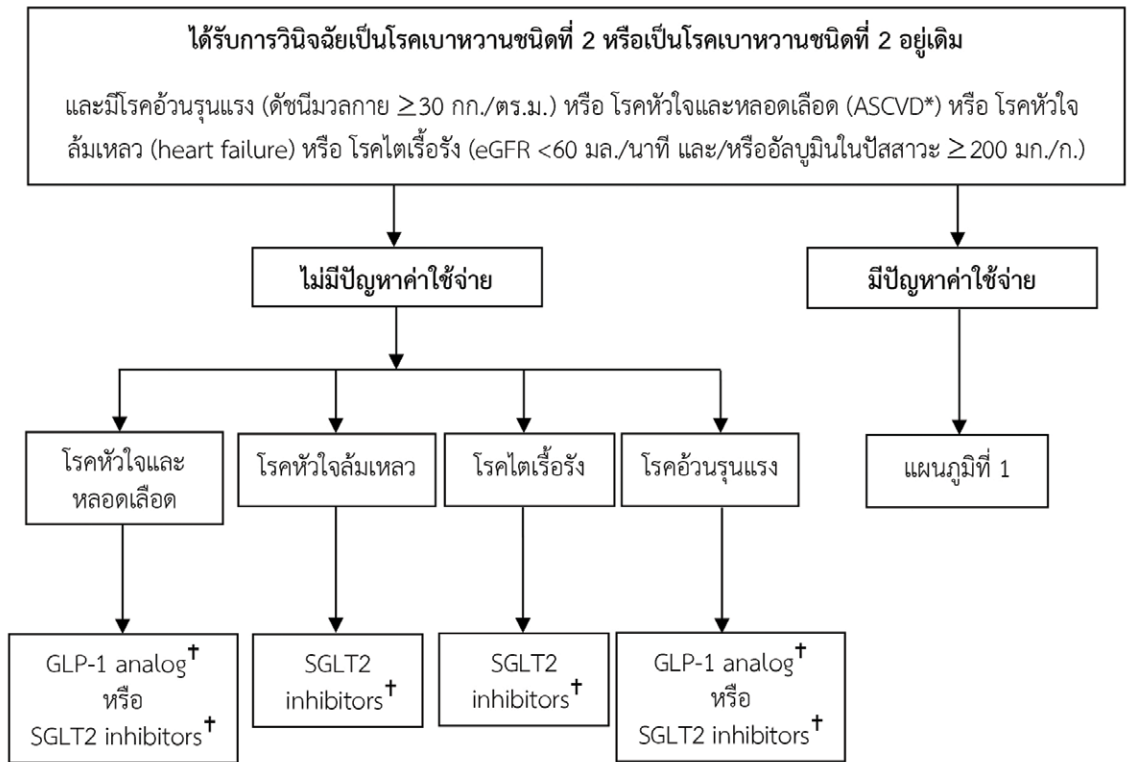 ได้รับการวินิจฉัยเป็นโรคเบาหวานชนิดที่ 2 หรือเป็นโรคเบาหวานชนิดที่ 2 อยู่เดิม
และมีโรคอ้วนรุนแรง (ดัชนีมวลกาย ≥30 กก./ตร.ม.) หรือ โรคหัวใจและหลอดเลือด (ASCVD*) หรือ โรคหัวใจ
ล้มเหลว (heart failure) หรือ โรคไตเรื้อรัง (eGFR <60 มล./นาที และ/หรืออัลบูมินในปัสสาวะ ≥200 มก./ก.)
ไม่มีปัญหาค่าใช้จ่าย
มีปัญหาค่าใช้จ่าย
โรคหัวใจและ
หลอดเลือด
โรคหัวใจล้มเหลว
โรคไตเรื้อรัง
โรคอ้วนรุนแรง
แผนภูมิที่ 1
GLP-1 analog†
หรือ
SGLT2 inhibitors†
SGLT2
inhibitors†
SGLT2
inhibitors†
GLP-1 analog†
หรือ
SGLT2 inhibitors†